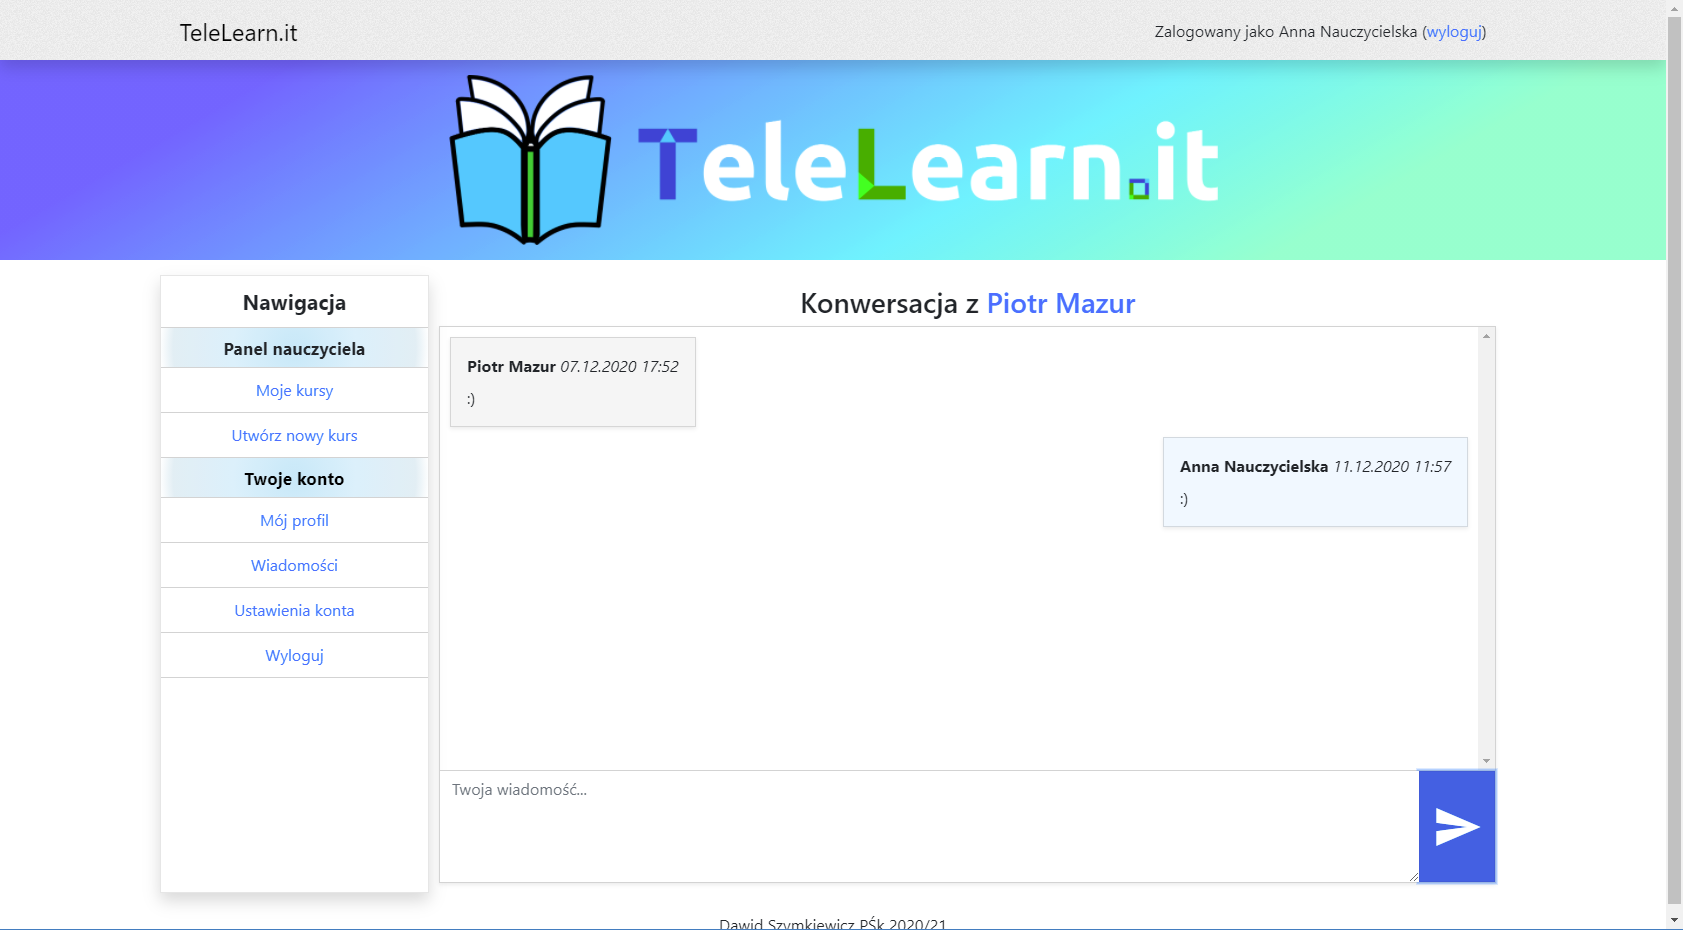 TeleLearn.it
Zalogowany jako Anna Nauczycielska (wyloguj)
TeleLearn.it
Nawigacja
Panel nauczyciela
Moje kursy
Utwórz nowy kurs
Twoje konto
Mój profil
Wiadomości
Ustawienia konta
Wyloguj
Konwersacja z Piotr Mazur
Piotr Mazur 07.12.2020 17:52
:)
Anna Nauczycielska 11.12.2020 11:57
:)
Twoja wiadomość...
Dawid Szymkiewicz PŚk 2020/21